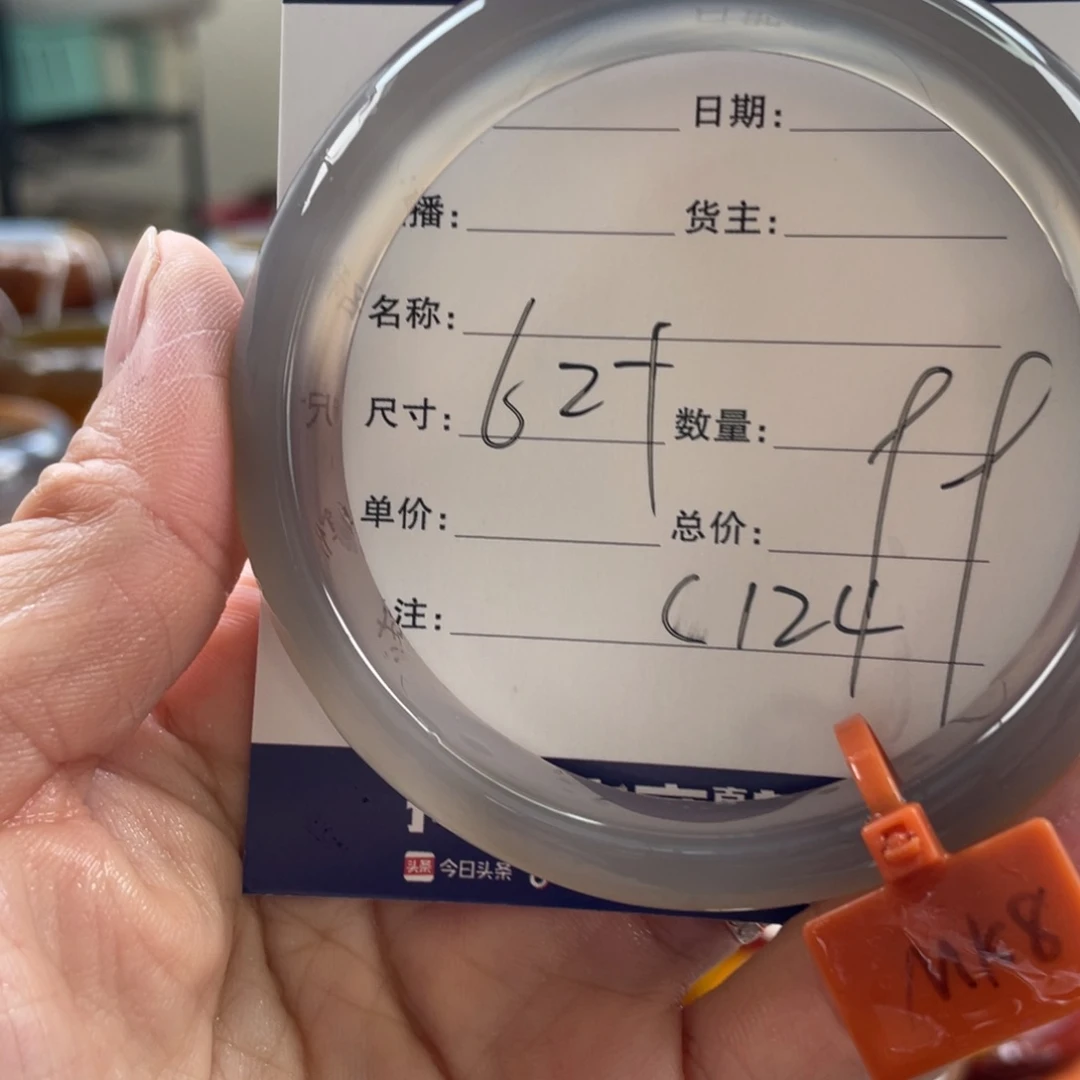 日期:
播: 货主:
名称:
尺寸: 62+ 数量: 99
单价: 总价:
注: C124
头条 今日头条
MK8